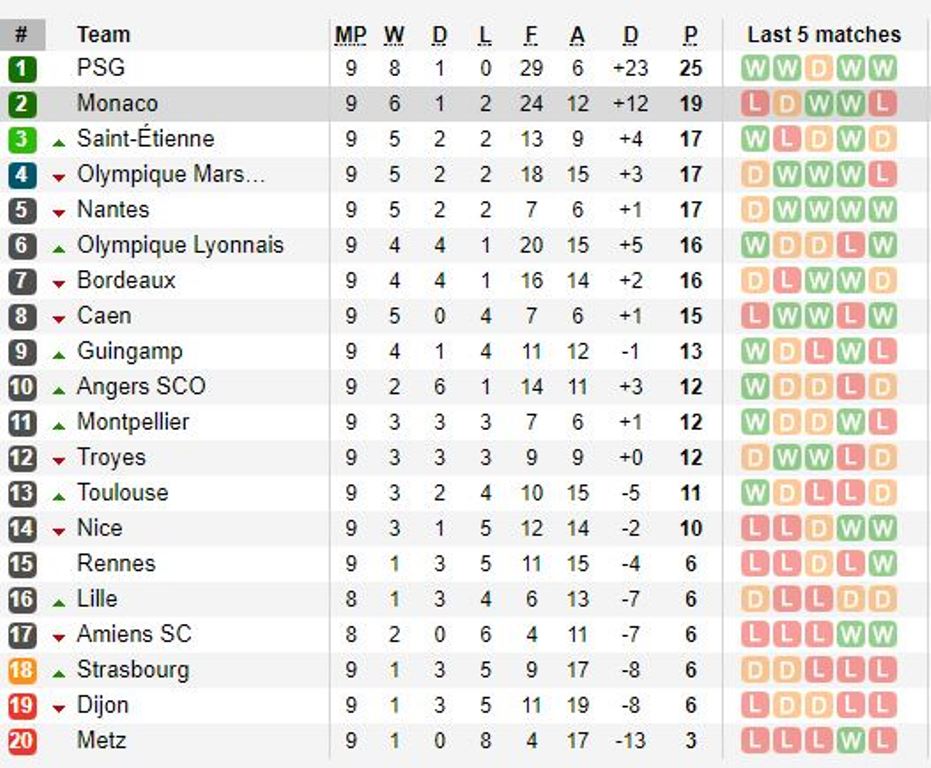 # Team MP W D L F A D P Last 5 matches
1 PSG 9 8 1 0 29 6 +23 25 W W D W W
2 Monaco 9 6 1 2 24 12 +12 19 L D W W L
3 Saint-Étienne 9 5 2 2 13 9 +4 17 W L D W D
4 Olympique Mars... 9 5 2 2 18 15 +3 17 D W W W L
5 Nantes 9 5 2 2 7 6 +1 17 D W W W W
6 Olympique Lyonnais 9 4 4 1 20 15 +5 16 W D D L W
7 Bordeaux 9 4 4 1 16 14 +2 16 D L W W D
8 Caen 9 5 0 4 7 6 +1 15 L W W L W
9 Guingamp 9 4 1 4 11 12 -1 13 W D L W L
10 Angers SCO 9 2 6 1 14 11 +3 12 W D D L D
11 Montpellier 9 3 3 3 7 6 +1 12 W D D W L
12 Troyes 9 3 3 3 9 9 +0 12 D W W L D
13 Toulouse 9 3 2 4 10 15 -5 11 W D L L D
14 Nice 9 3 1 5 12 14 -2 10 L L D W W
15 Rennes 9 1 3 5 11 15 -4 6 L L D L W
16 Lille 8 1 3 4 6 13 -7 6 D L L D D
17 Amiens SC 8 2 0 6 4 11 -7 6 L L L W W
18 Strasbourg 9 1 3 5 9 17 -8 6 D D L L L
19 Dijon 9 1 3 5 11 19 -8 6 L D D L L
20 Metz 9 1 0 8 4 17 -13 3 L L L W L